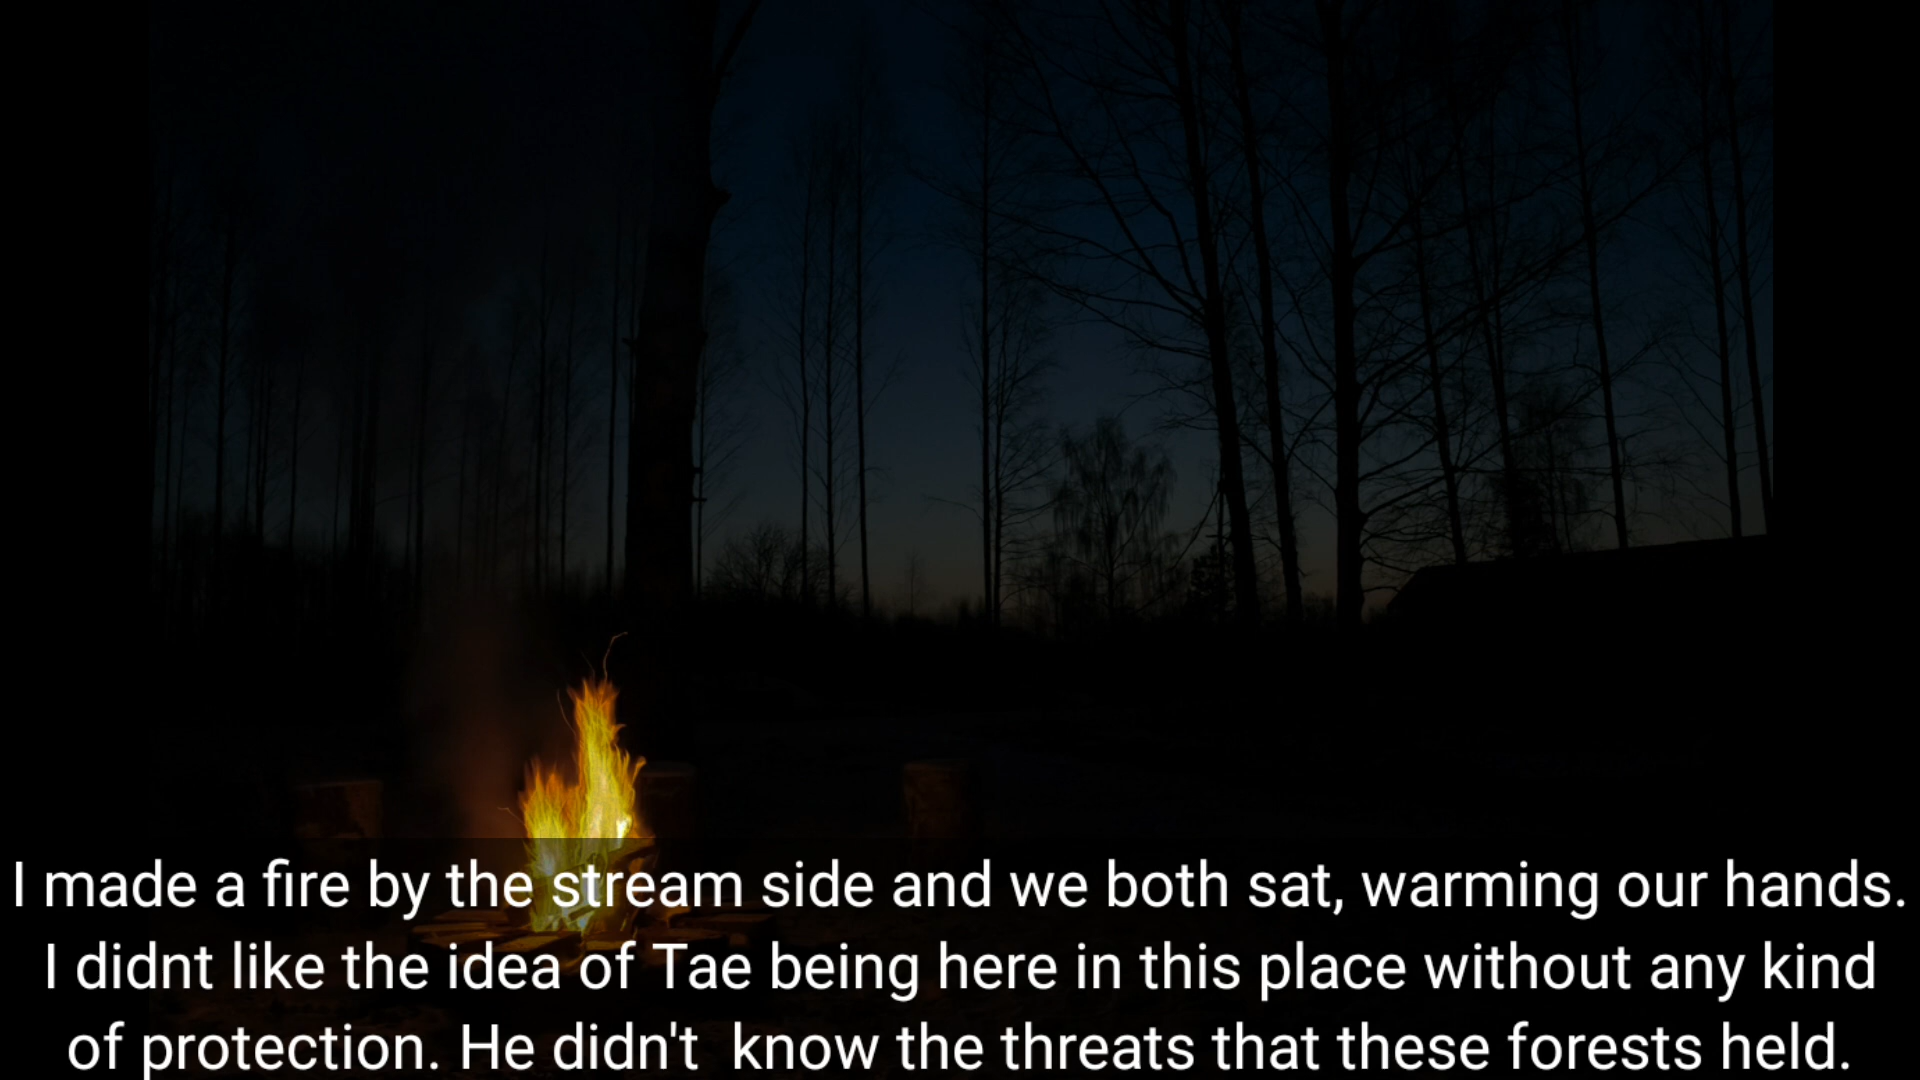 I made a fire by the stream side and we both sat, warming our hands.
I didnt like the idea of Tae being here in this place without any kind
of protection. He didn't  know the threats that these forests held.